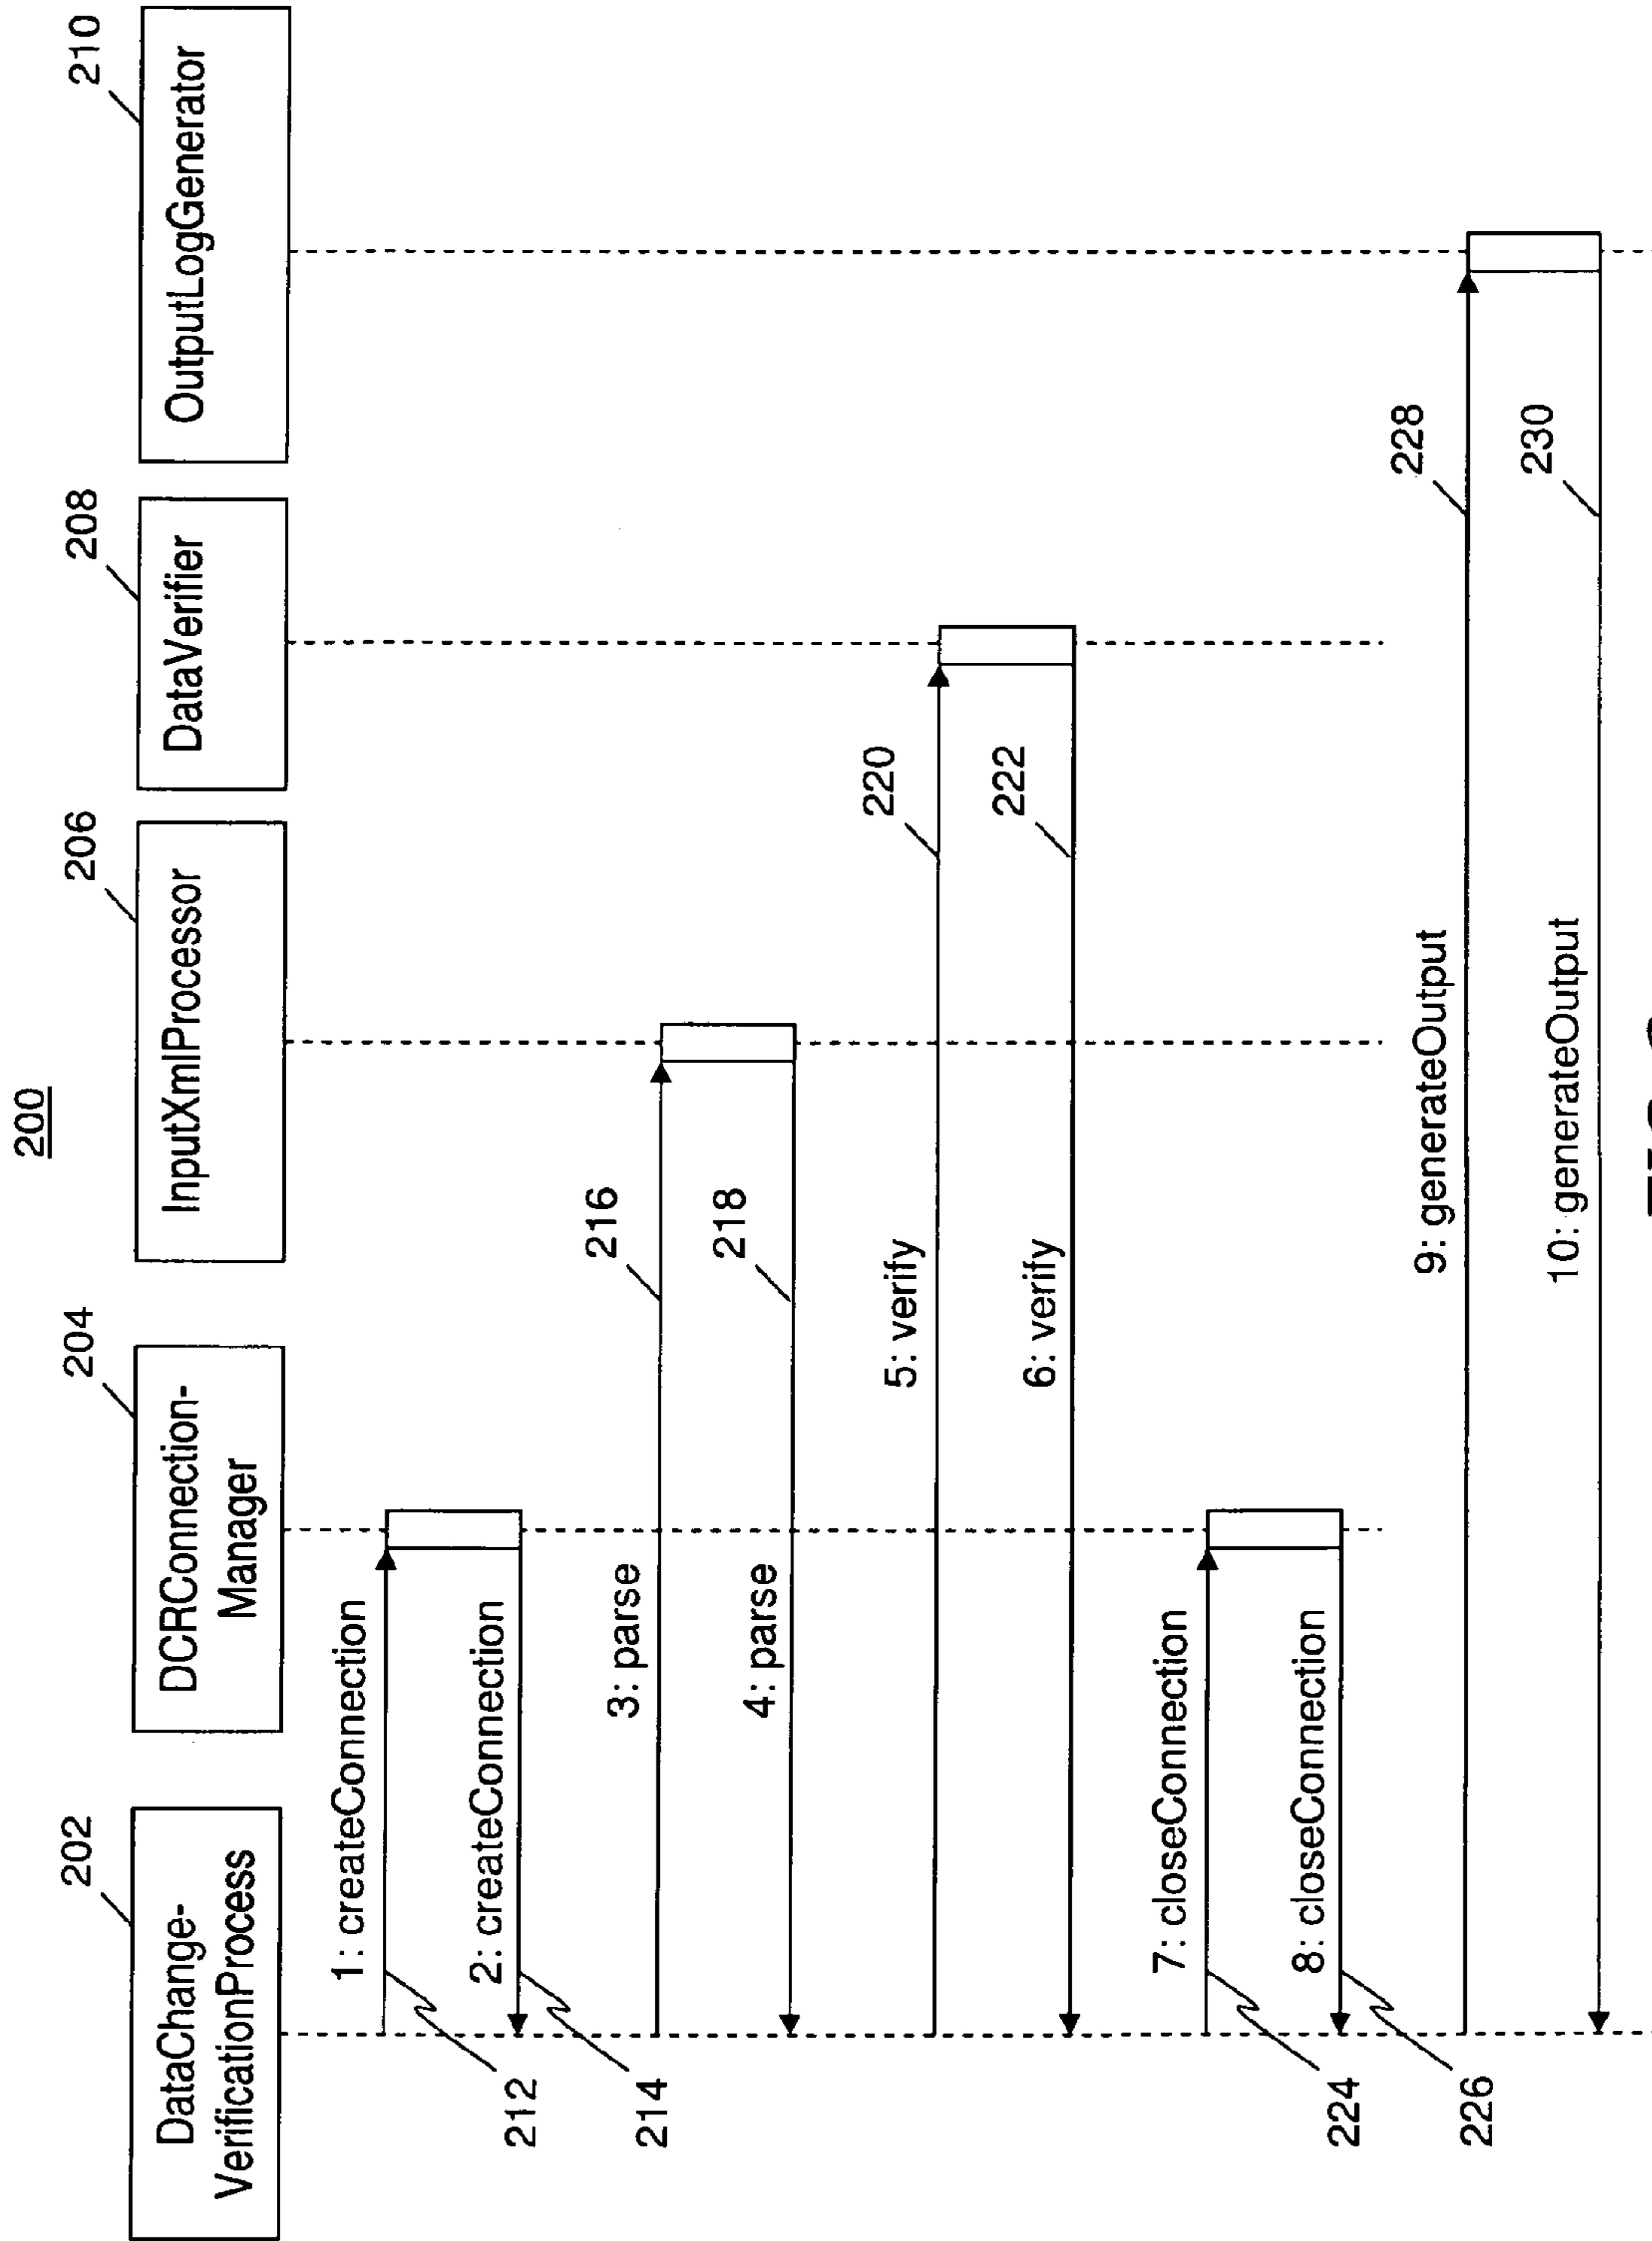 200
202
204
206
208
210
DataChange-
VerificationProcess
DCRConnection-
Manager
InputXmlProcessor
DataVerifier
OutputLogGenerator
1: createConnection
212
2: createConnection
214
3: parse
216
4: parse
218
5: verify
220
6: verify
222
7: closeConnection
224
8: closeConnection
226
9: generateOutput
228
10: generateOutput
230